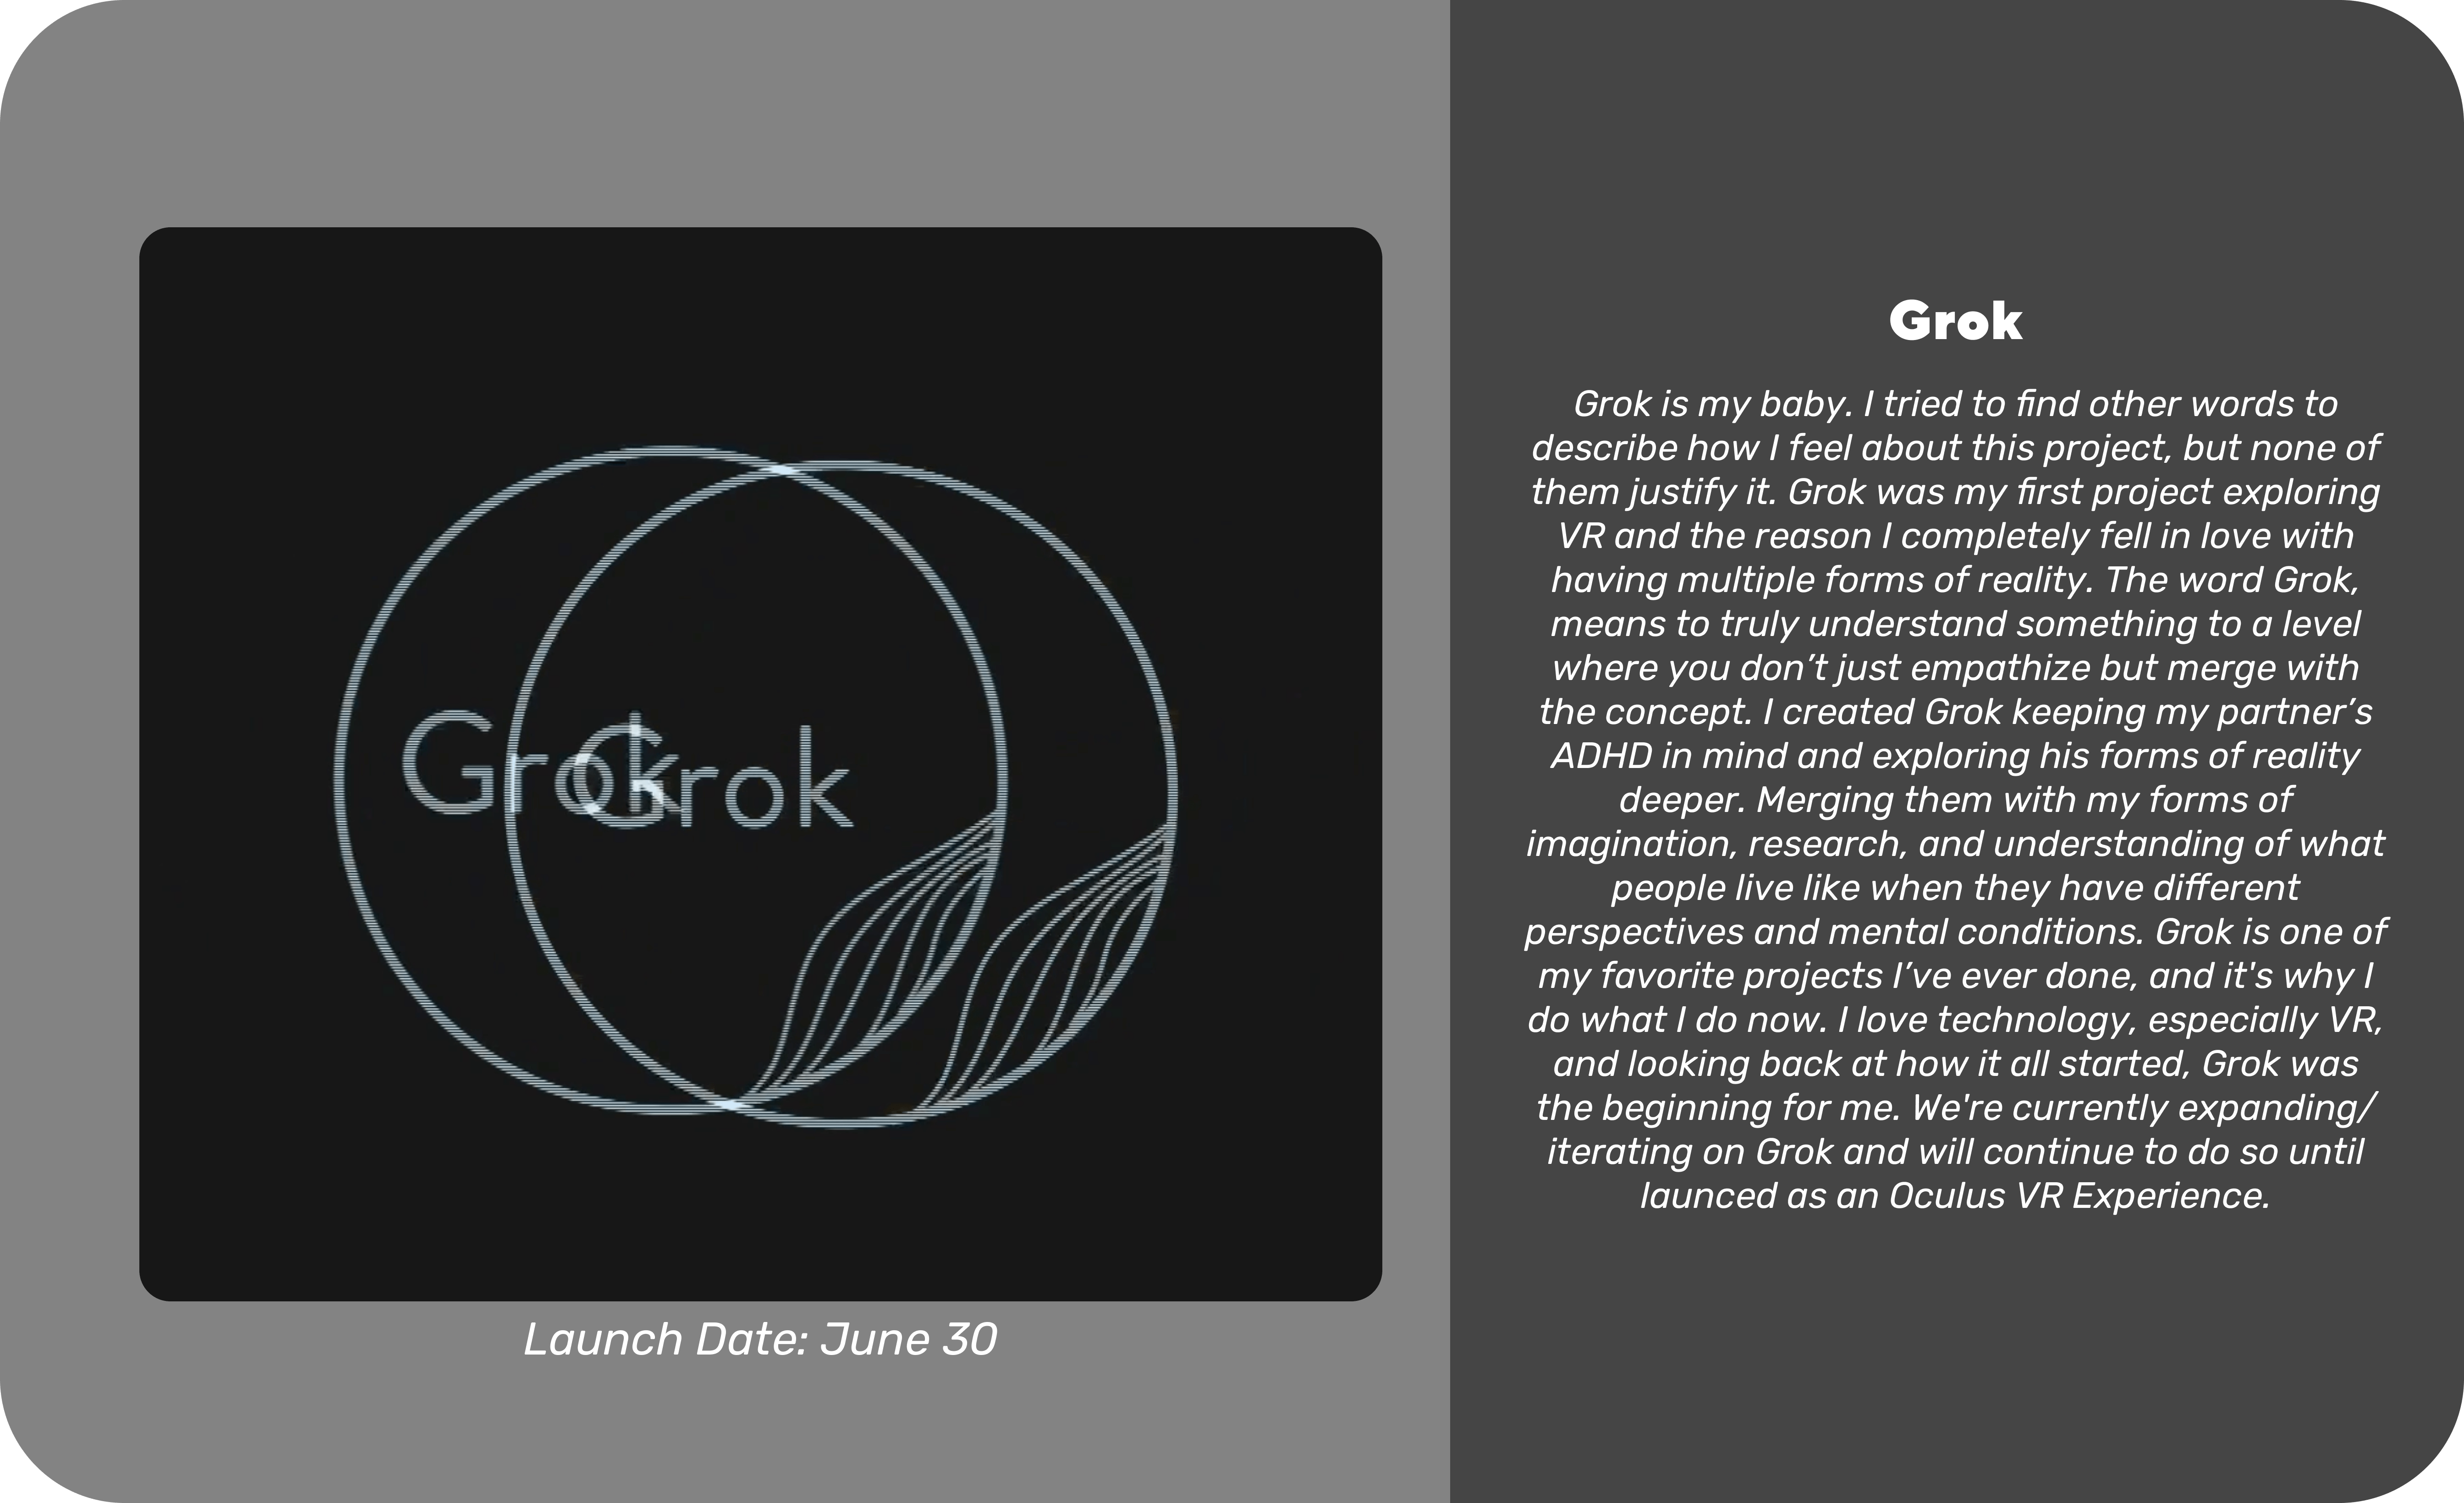 Grok
Grok
Launch Date: June 30
Grok
Grok is my baby. I tried to find other words to
describe how I feel about this project, but none of
them justify it. Grok was my first project exploring
VR and the reason I completely fell in love with
having multiple forms of reality. The word Grok,
means to truly understand something to a level
where you don’t just empathize but merge with
the concept. I created Grok keeping my partner’s
ADHD in mind and exploring his forms of reality
deeper. Merging them with my forms of
imagination, research, and understanding of what
people live like when they have different
perspectives and mental conditions. Grok is one of
my favorite projects I’ve ever done, and it's why I
do what I do now. I love technology, especially VR,
and looking back at how it all started, Grok was
the beginning for me. We're currently expanding/
iterating on Grok and will continue to do so until
launced as an Oculus VR Experience.